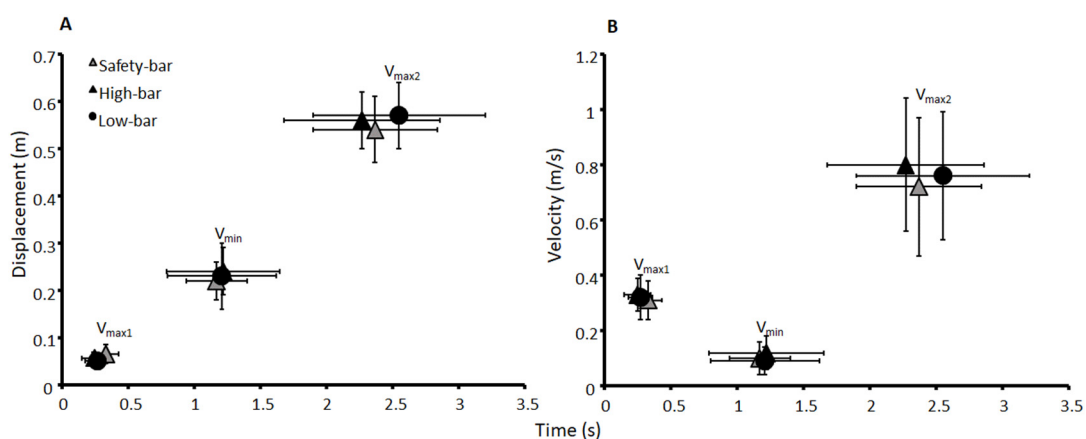 A
B
0.7
0.6
0.5
0.4
0.3
0.2
0.1
0
Displacement (m)
Safety-bar
High-bar
Low-bar
Vmax2
Vmin
Vmax1
0 0.5 1 1.5 2 2.5 3 3.5
1.2
1
0.8
0.6
0.4
0.2
0
Velocity (m/s)
Vmax2
Vmax1
Vmin
0.5 1 1.5 2 2.5 3 3.5
Time (s)